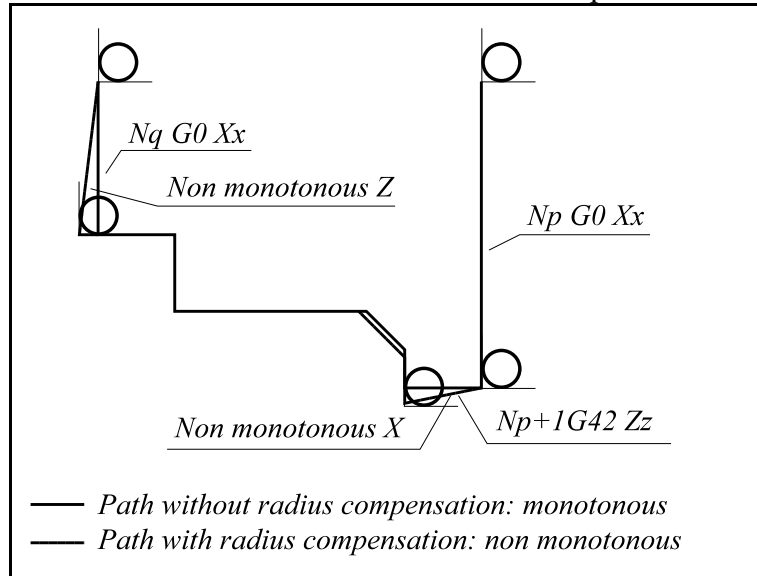 Nq G0 Xx
Non monotonous Z
Np G0 Xx
Non monotonous X
Np+1G42 Zz
Path without radius compensation: monotonous
Path with radius compensation: non monotonous